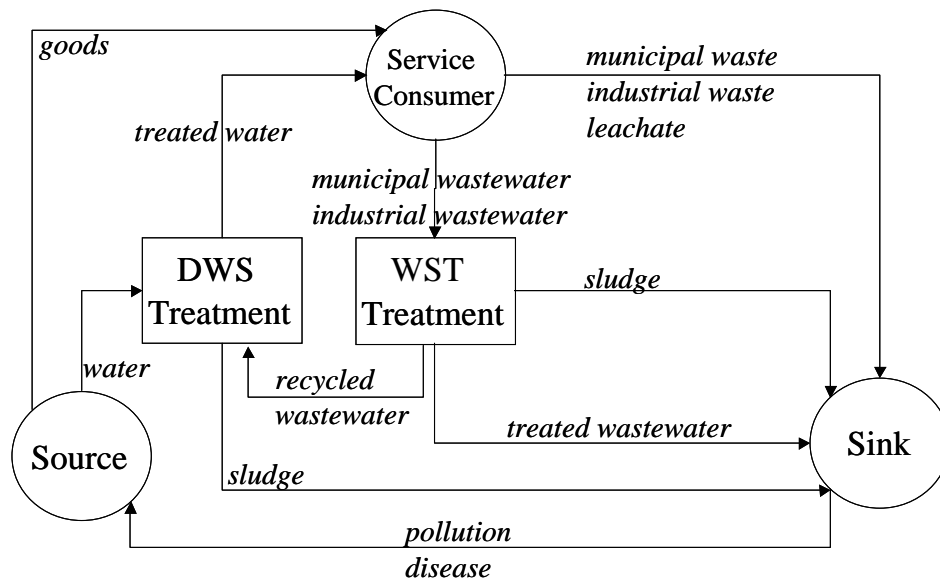 goods
Service
Consumer
municipal waste
industrial waste
leachate
treated water
municipal wastewater
industrial wastewater
DWS
Treatment
WST
Treatment
sludge
water
recycled
wastewater
treated wastewater
Source
Sink
sludge
pollution
disease